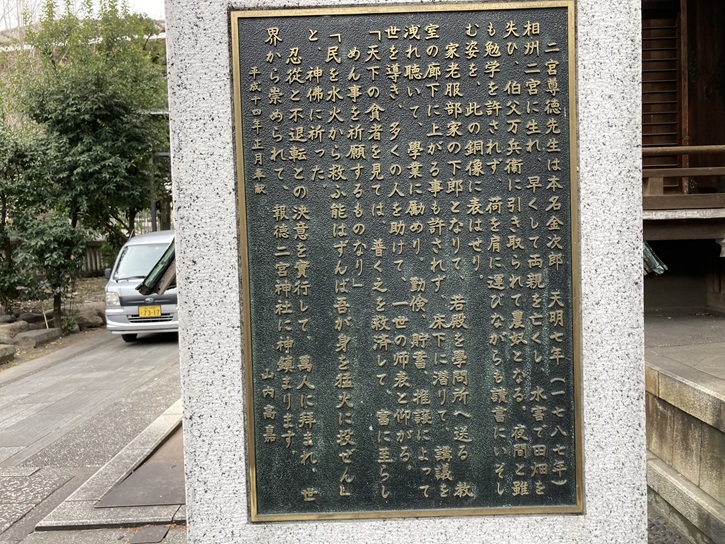 二宮尊徳先生は本名金次郎 天明七年(一七八七年)
相州二宮に生れ、早くして両親を亡くし、水害で田畑を
失ひ、伯父万兵衛に引き取られて農奴となる。夜間と雖
も勉学を許されず 荷を肩に運びながらも讀書にいそし
む姿を、此の銅像に表はせり。
家老服部家の下郎となりて、若殿を學問所へ送る 教
室の廊下に上がる事も許されず、床下に潜りて、講義を
洩れ聴いて、學業に勵めり、勤倹、貯蓄、推譲によって
世を導き、多くの人を助けて、一世の师表と仰がる。
「天下の貧者を見ては、普く之を救済して、富に至らし
めん事を祈願するものなり」
「民を水火から救ふ能はずんば吾が身を猛火に投ぜん」
と、神佛に祈った。
忍従と不退転との決意を實行して、萬人に拜まれ、世
界から崇められて、報徳二宮神社に神鎮まります。
平成十四年正月奉献 山内高嘉